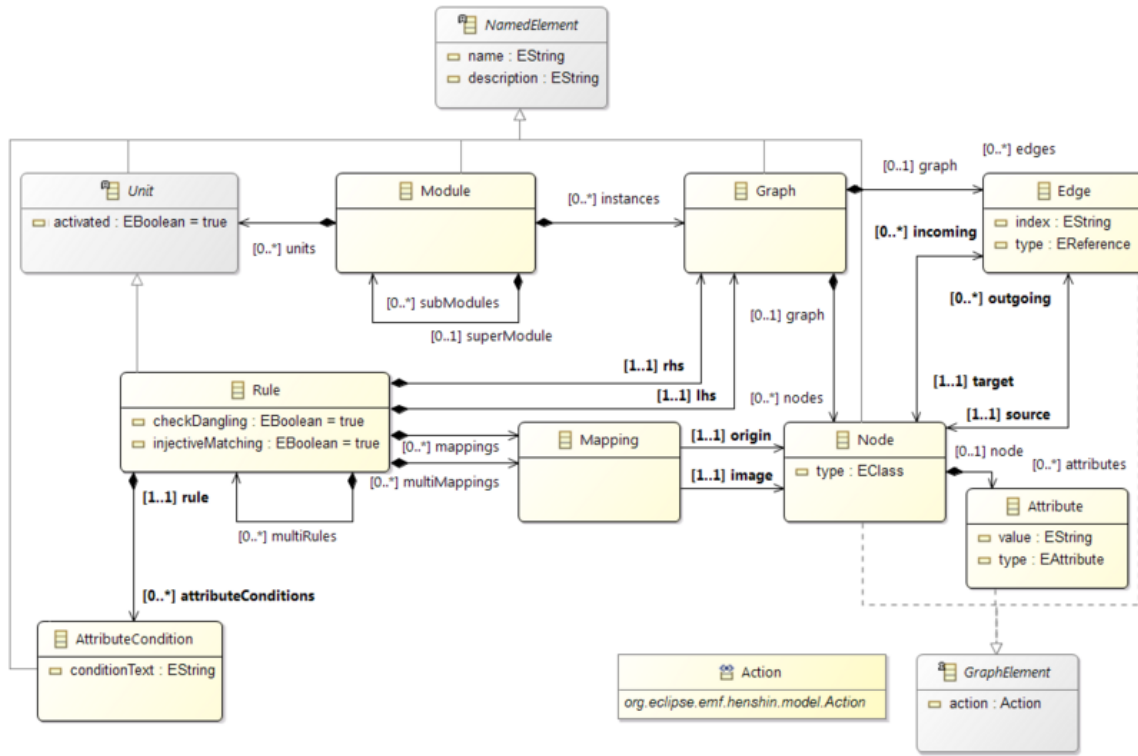 NamedElement
name : EString
description : EString
[0..1] graph
[0..*] edges
Unit
activated : EBoolean = true
[0..*] units
Module
[0..*] instances
Graph
Edge
index : EString
type : EReference
[0..*] incoming
[0..*] outgoing
[0..*] subModules
[0..1] superModule
[0..1] graph
[1..1] rhs
[1..1] lhs
[0..*] nodes
[1..1] target
[1..1] source
Rule
checkDangling : EBoolean = true
injectiveMatching : EBoolean = true
[0..*] mappings
[0..*] multiMappings
Mapping
[1..1] origin
[1..1] image
Node
type : EClass
[0..1] node
[0..*] attributes
[1..1] rule
[0..*] multiRules
Attribute
value : EString
type : EAttribute
[0..*] attributeConditions
AttributeCondition
conditionText : EString
Action
org.eclipse.emf.henshin.model.Action
GraphElement
action : Action